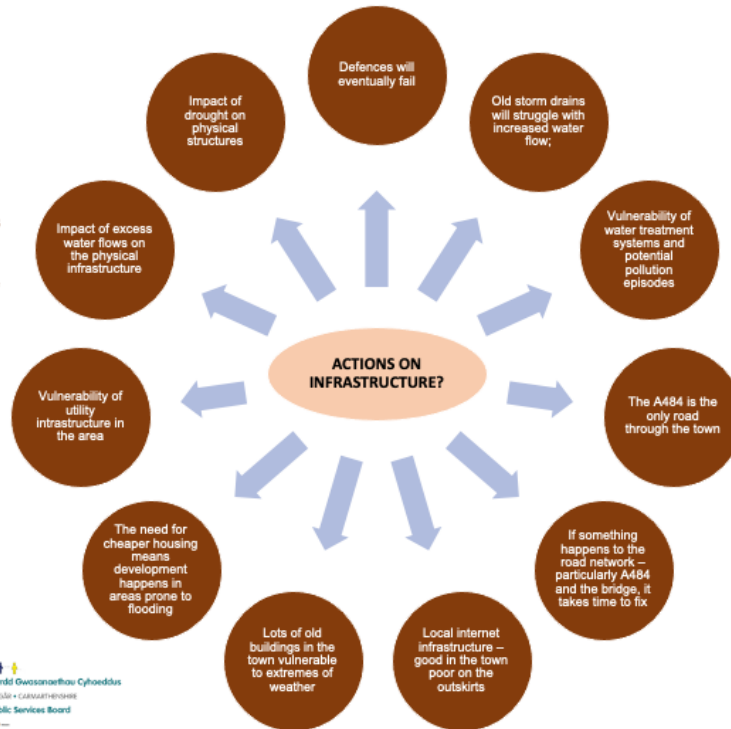 Defences will
eventually fail
Old storm drains
will struggle with
increased water
flow;
Vulnerability of
water treatment
systems and
potential
pollution
episodes
The A484 is the
only road
through the town
If something
happens to the
road network –
particularly A484
and the bridge, it
takes time to fix
Local internet
infrastructure –
good in the town
poor on the
outskirts
Lots of old
buildings in the
town vulnerable
to extremes of
weather
The need for
cheaper housing
means
development
happens in
areas prone to
flooding
Vulnerability of
utility
intrastructure in
the area
Impact of excess
water flows on
the physical
infrastructure
Impact of
drought on
physical
structures
ACTIONS ON
INFRASTRUCTURE?
Gwasanaethau Cyhoeddus
CARMARTHENSHIRE
Services Board